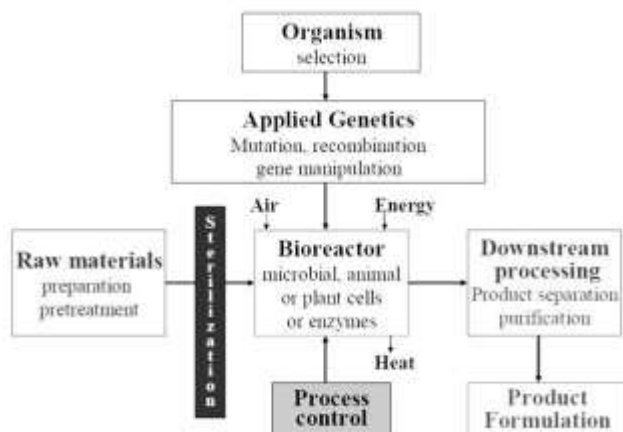 Organism
selection
Applied Genetics
Mutation, recombination
gene manipulation
Air
Energy
Sterilization
Raw materials
preparation
pretreatment
Bioreactor
microbial, animal
or plant cells
or enzymes
Downstream
processing
Product separation
purification
Heat
Process
control
Product
Formulation